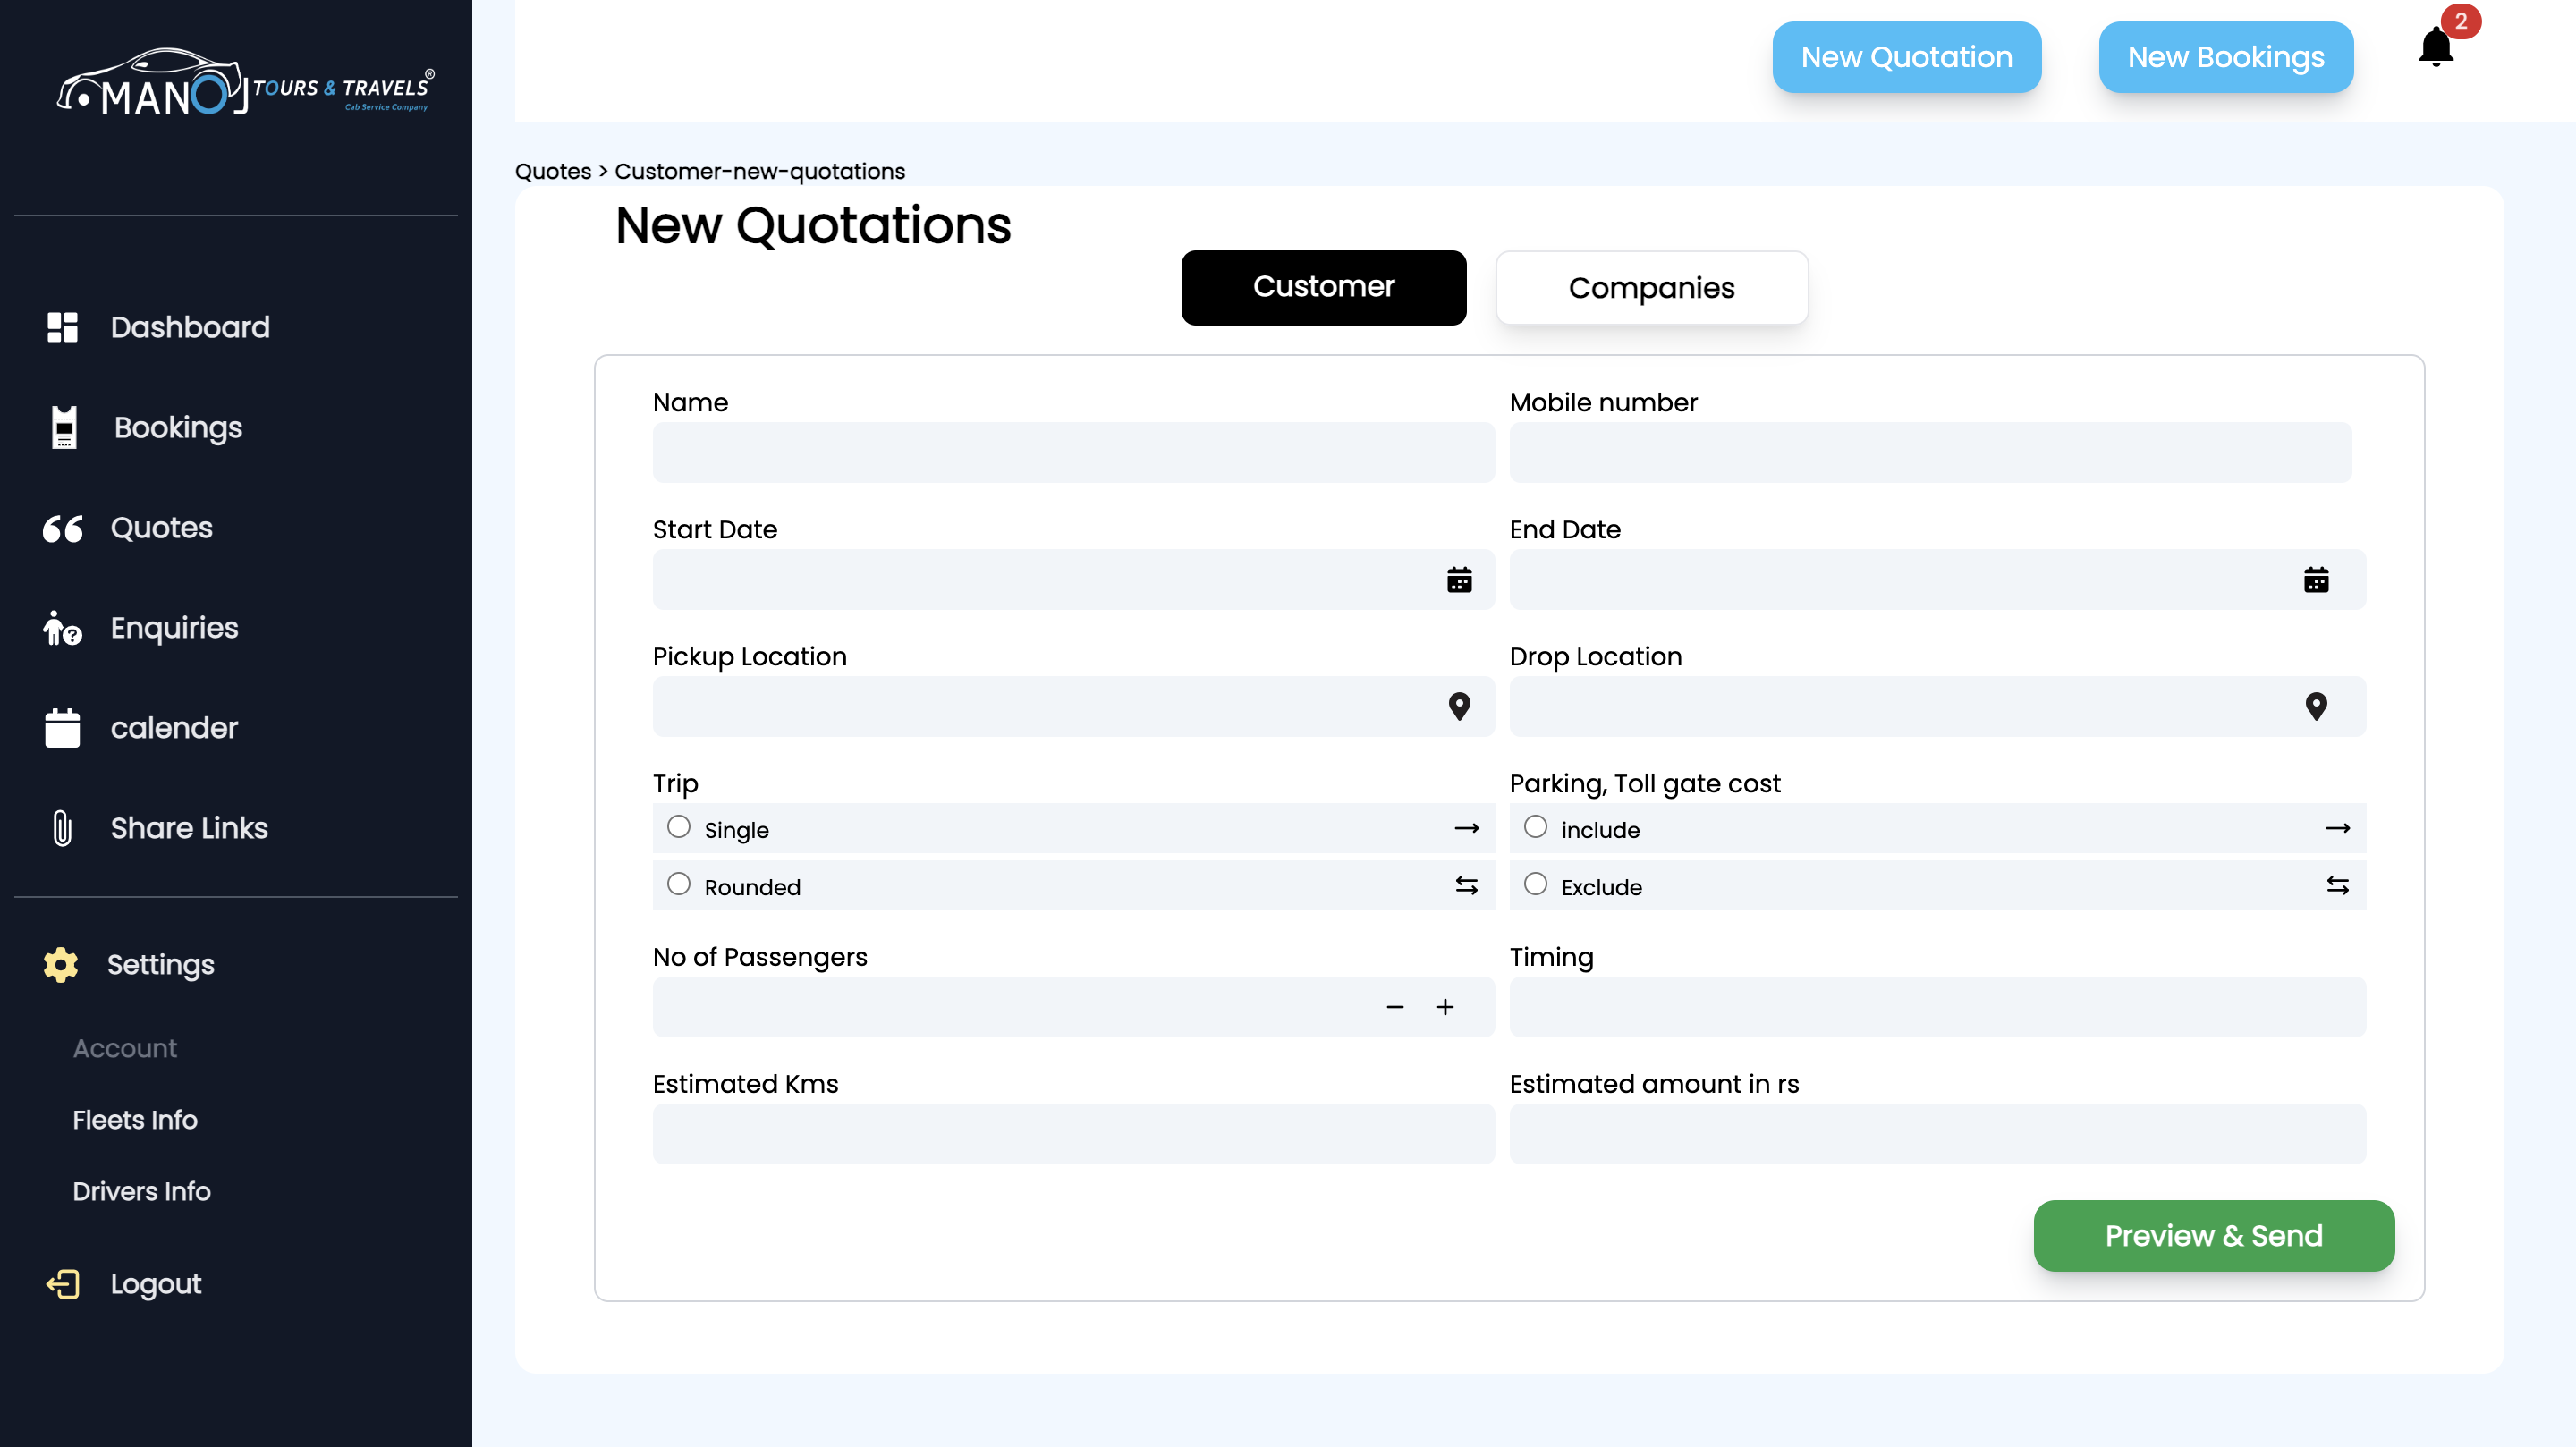 MANOJ TOURS & TRAVELS®
Cab Service Company
Dashboard
Bookings
Quotes
Enquiries
calender
Share Links
Settings
Account
Fleets Info
Drivers Info
Logout
New Quotation
New Bookings
2
Quotes > Customer-new-quotations
New Quotations
Customer
Companies
Name
Mobile number
Start Date
End Date
Pickup Location
Drop Location
Trip
Single
Rounded
Parking, Toll gate cost
include
Exclude
No of Passengers
− +
Timing
Estimated Kms
Estimated amount in rs
Preview & Send